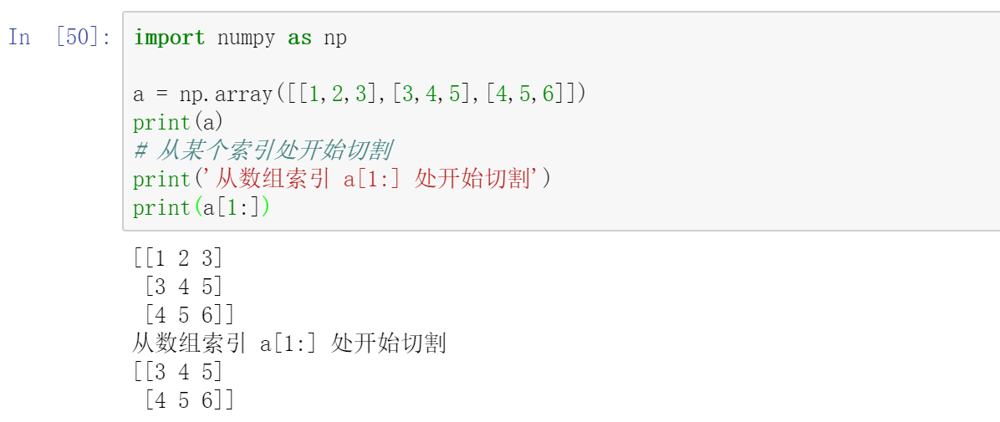 In [50]: import numpy as np
a = np.array([[1,2,3],[3,4,5],[4,5,6]])
print(a)
# 从某个索引处开始切割
print('从数组索引 a[1:] 处开始切割')
print(a[1:])
[[1 2 3]
 [3 4 5]
 [4 5 6]]
从数组索引 a[1:] 处开始切割
[[3 4 5]
 [4 5 6]]